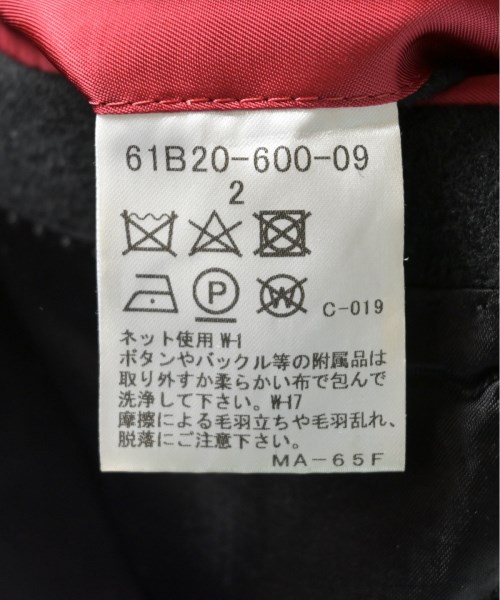 61B20-600-09
2
P W C-019
ネット使用 W-1
ボタンやバックル等の附属品は
取り外すか柔らかい布で包んで
洗浄して下さい。W-17
摩擦による毛羽立ちや毛羽乱れ、
脱落にご注意下さい。
MA-65F